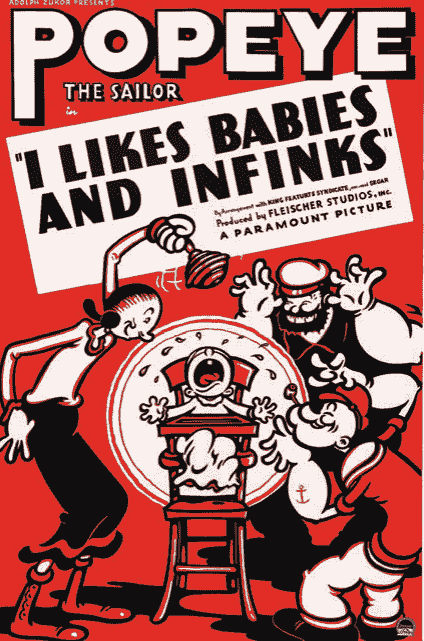 ADOLPH ZUKOR PRESENTS
POPEYE
THE SAILOR
in
"I LIKES BABIES
AND INFINKS"
By Arrangement with KING FEATURES SYNDICATE, SEGAR
Produced by FLEISCHER STUDIOS, INC.
A PARAMOUNT PICTURE